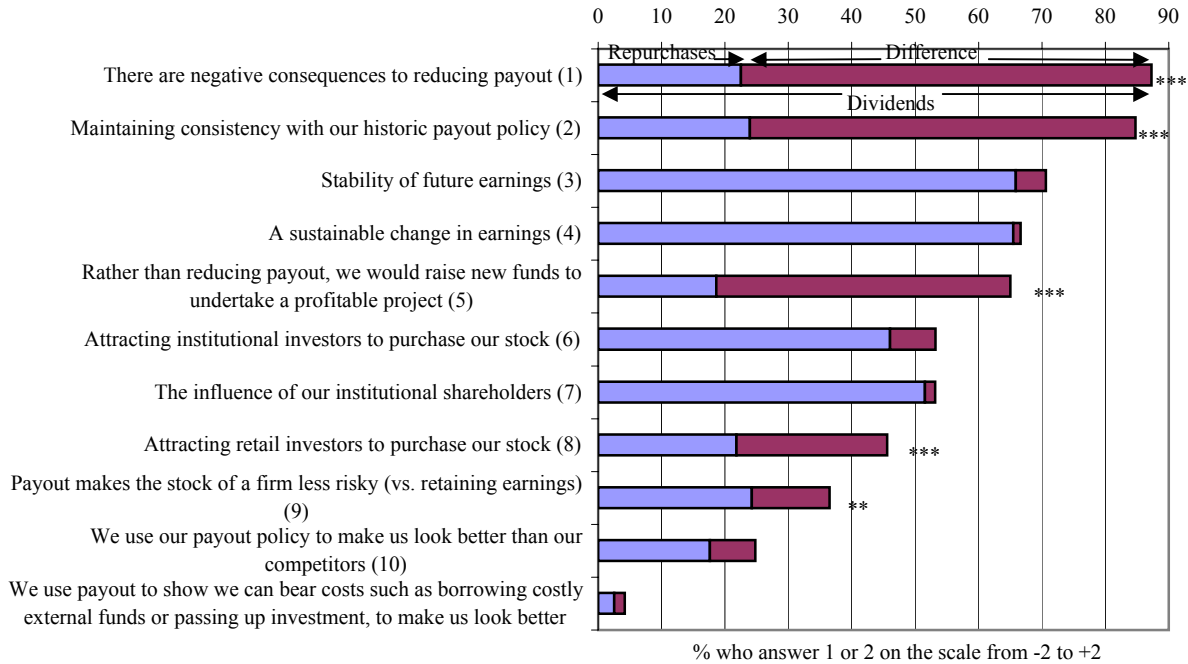 0 10 20 30 40 50 60 70 80 90
Repurchases Difference
There are negative consequences to reducing payout (1) ***
Dividends
Maintaining consistency with our historic payout policy (2) ***
Stability of future earnings (3)
A sustainable change in earnings (4)
Rather than reducing payout, we would raise new funds to
undertake a profitable project (5) ***
Attracting institutional investors to purchase our stock (6)
The influence of our institutional shareholders (7)
Attracting retail investors to purchase our stock (8) ***
Payout makes the stock of a firm less risky (vs. retaining earnings)
(9) **
We use our payout policy to make us look better than our
competitors (10)
We use payout to show we can bear costs such as borrowing costly
external funds or passing up investment, to make us look better
% who answer 1 or 2 on the scale from -2 to +2